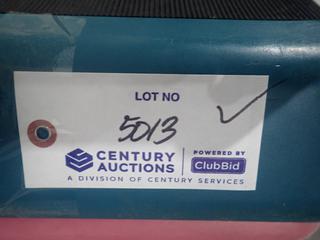 LOT NO
5013
CENTURY
AUCTIONS
POWERED BY
ClubBid
A DIVISION OF CENTURY SERVICES